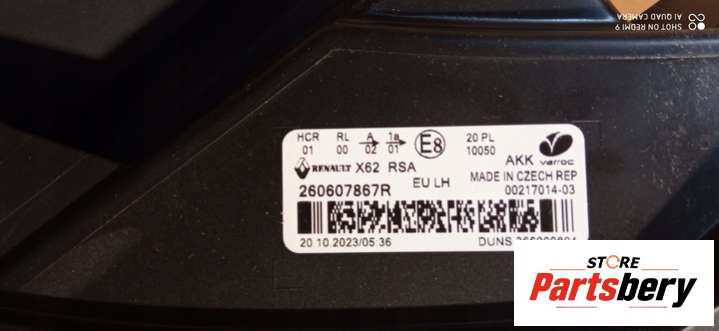 SHOT ON REDMI 9
AI QUAD CAMERA
HCR RL A 1a E8 20 PL
01 00 02 01 10050
RENAULT X62 RSA AKK varroc
EU LH MADE IN CZECH REP
260607867R 00217014-03
20.10.2023/05:36 DUNS
STORE
Partsbery